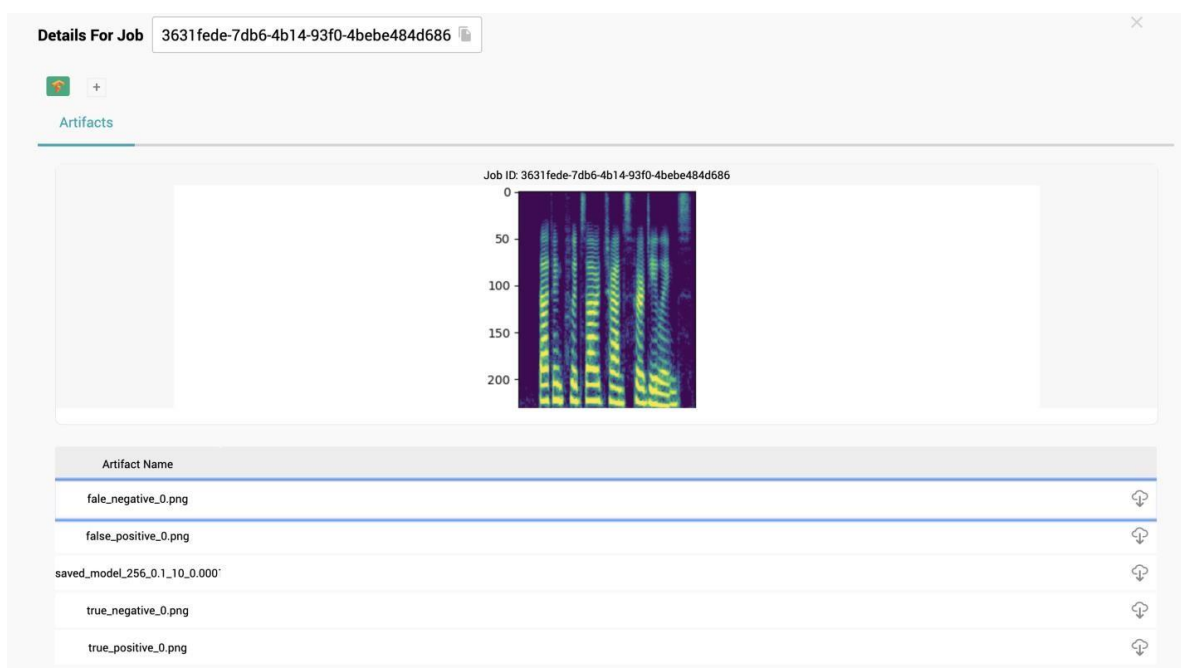 Details For Job 3631fede-7db6-4b14-93f0-4bebe484d686
+
Artifacts
Job ID: 3631fede-7db6-4b14-93f0-4bebe484d686
0
50
100
150
200
Artifact Name
fale_negative_0.png
false_positive_0.png
saved_model_256_0.1_10_0.000
true_negative_0.png
true_positive_0.png